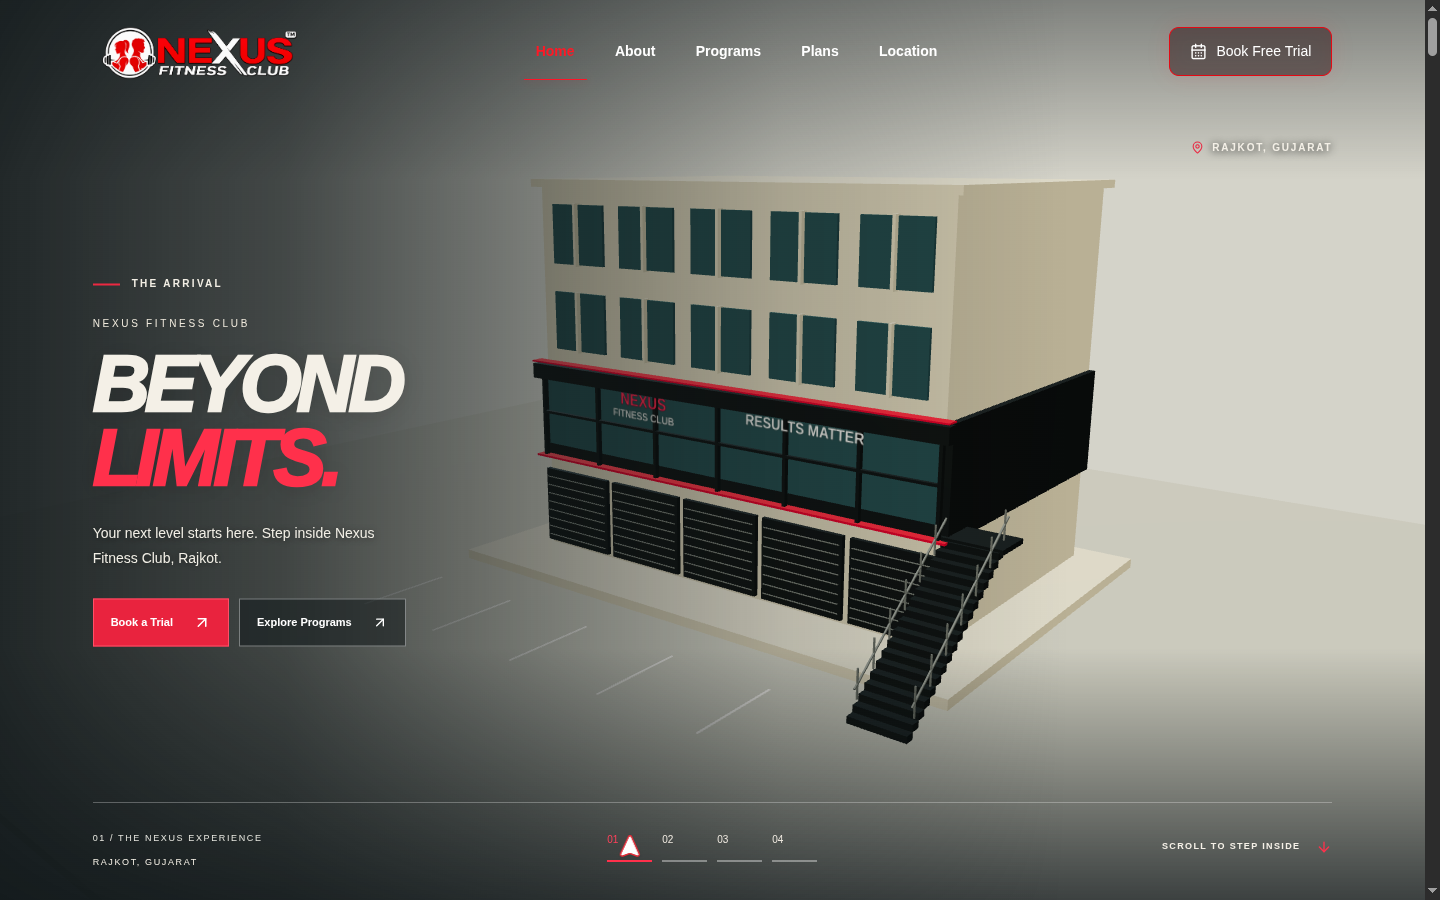 NEXUS™
FITNESS CLUB
Home
About
Programs
Plans
Location
Book Free Trial
RAJKOT, GUJARAT
THE ARRIVAL
NEXUS FITNESS CLUB
BEYOND
LIMITS.
Your next level starts here. Step inside Nexus
Fitness Club, Rajkot.
Book a Trial
Explore Programs
NEXUS
FITNESS CLUB
RESULTS MATTER
01 / THE NEXUS EXPERIENCE
RAJKOT, GUJARAT
01
02
03
04
SCROLL TO STEP INSIDE